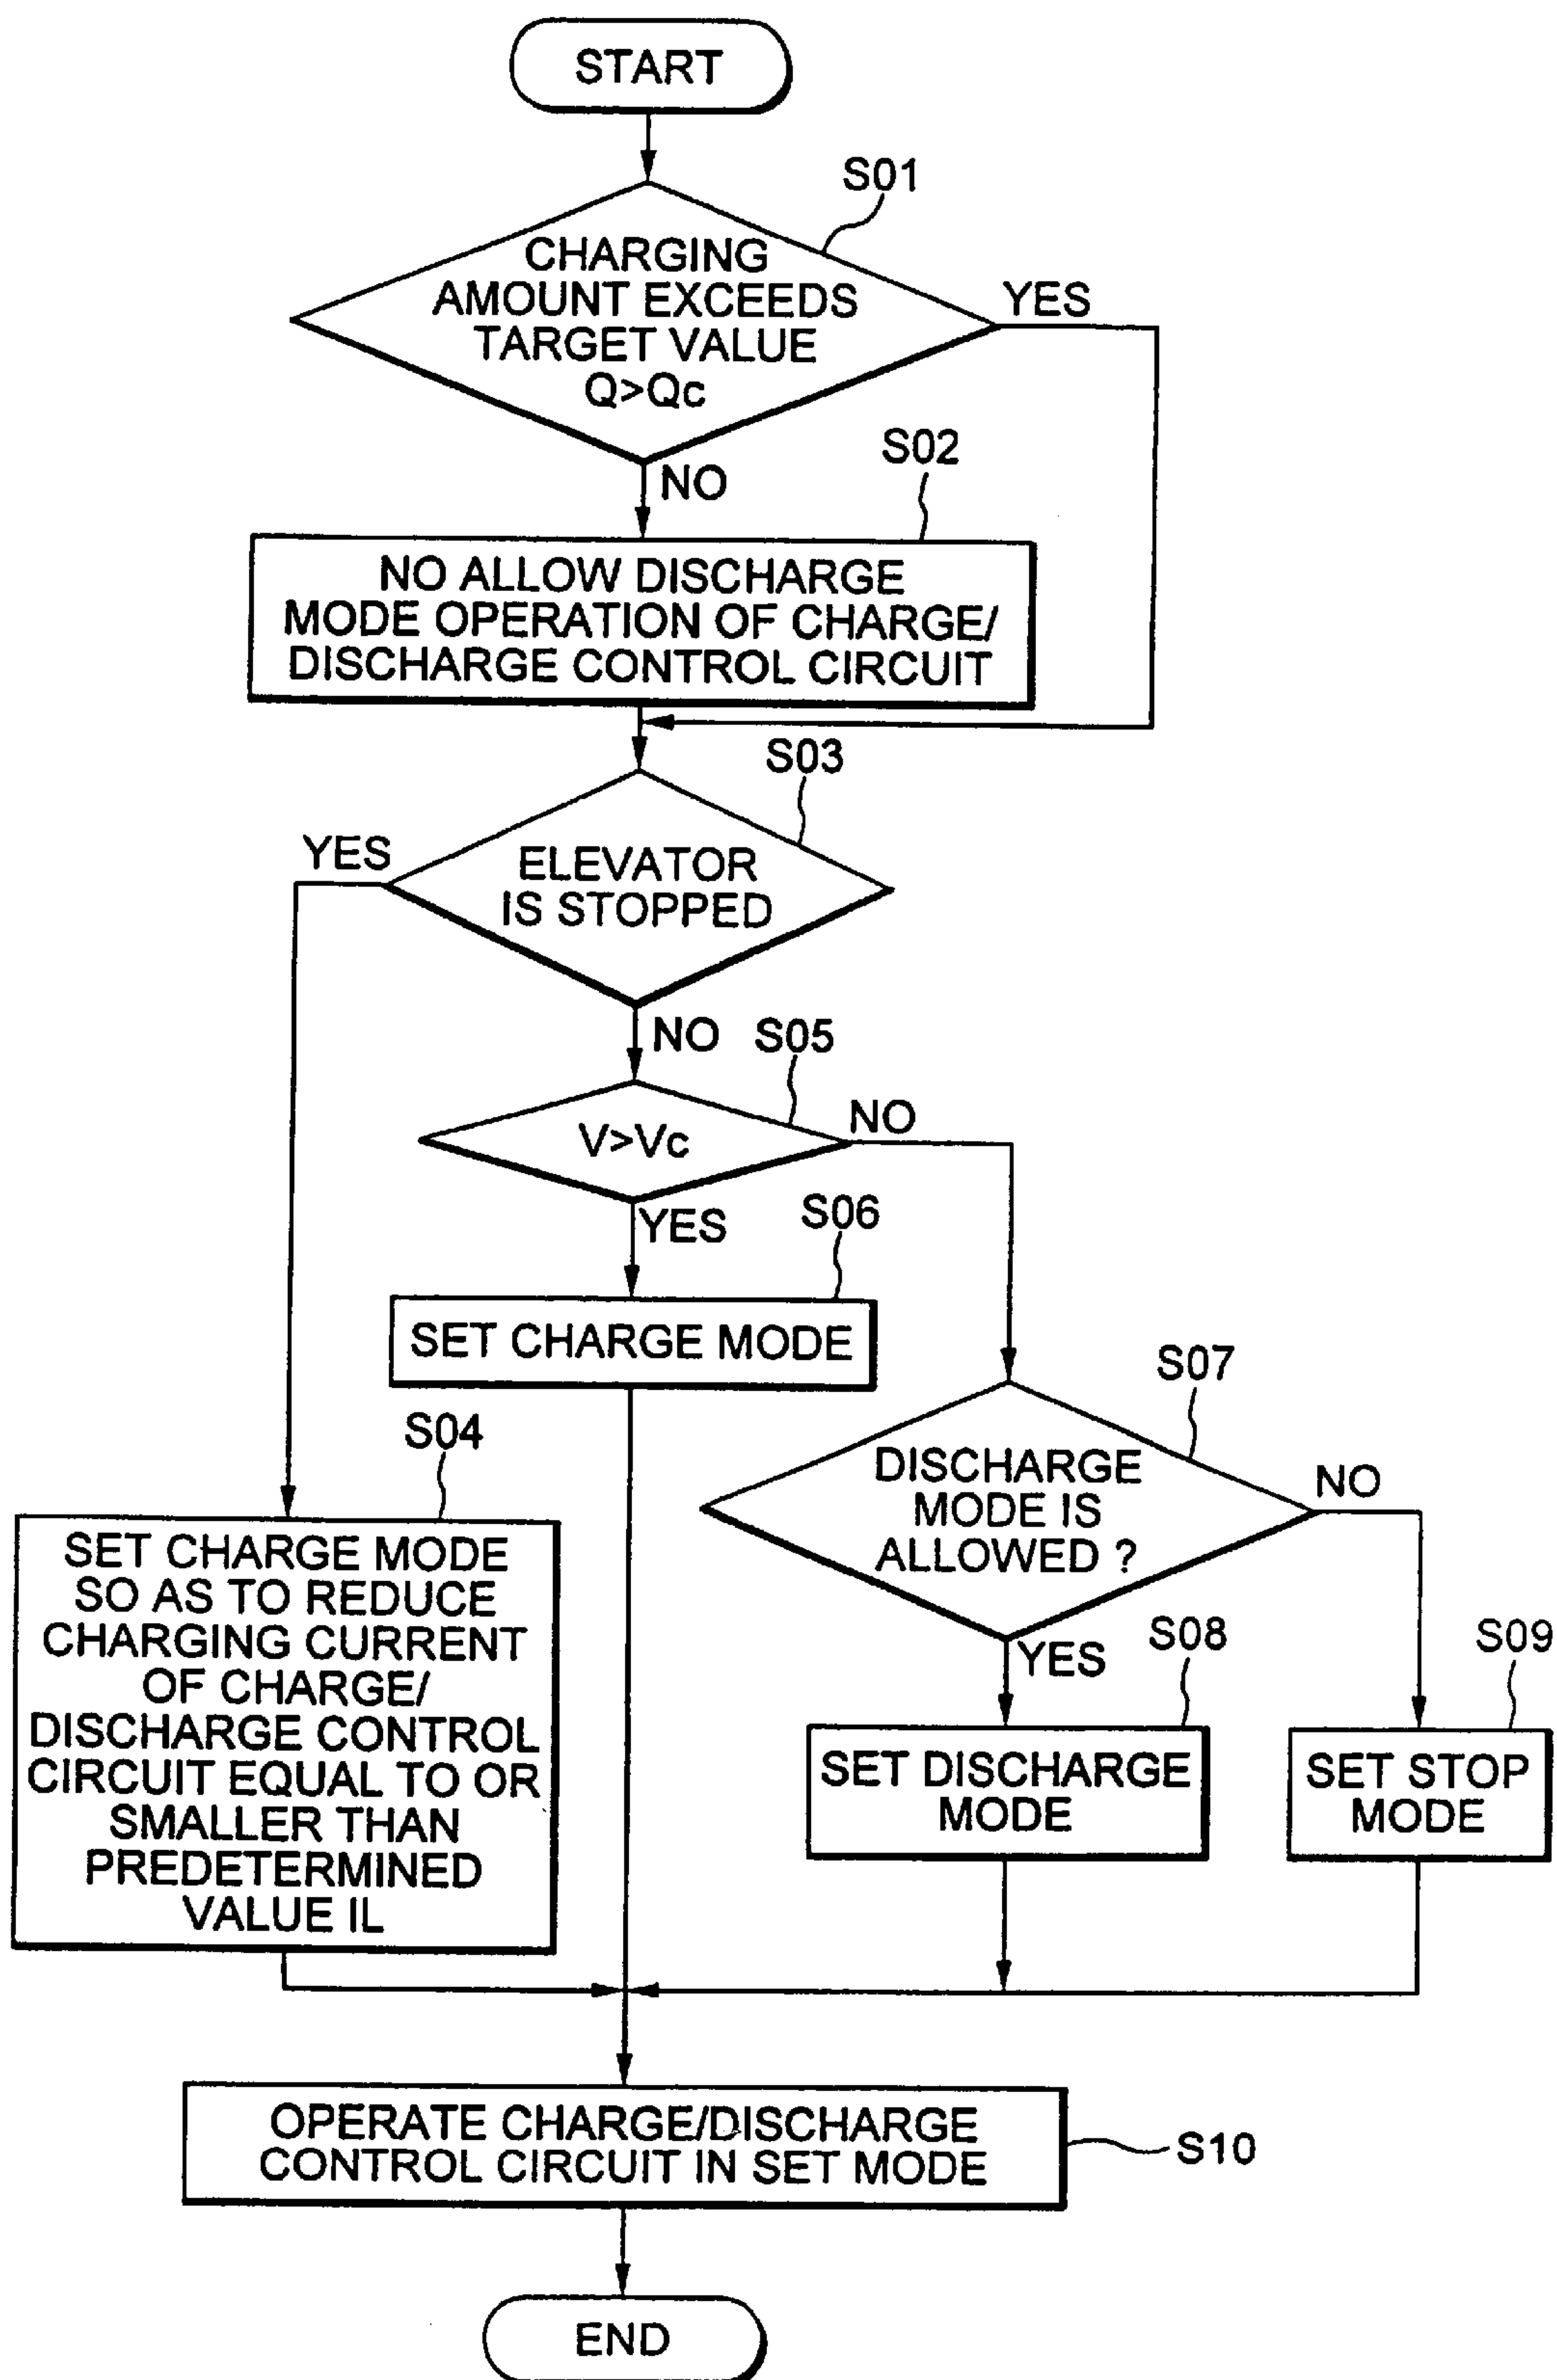 START
S01
CHARGING
AMOUNT EXCEEDS
TARGET VALUE
Q>Qc
YES
NO
S02
NO ALLOW DISCHARGE
MODE OPERATION OF CHARGE/
DISCHARGE CONTROL CIRCUIT
S03
YES
ELEVATOR
IS STOPPED
NO
S05
V>Vc
NO
YES
S06
SET CHARGE MODE
S07
DISCHARGE
MODE IS
ALLOWED ?
NO
YES
S04
SET CHARGE MODE
SO AS TO REDUCE
CHARGING CURRENT
OF CHARGE/
DISCHARGE CONTROL
CIRCUIT EQUAL TO OR
SMALLER THAN
PREDETERMINED
VALUE IL
S08
SET DISCHARGE
MODE
S09
SET STOP
MODE
OPERATE CHARGE/DISCHARGE
CONTROL CIRCUIT IN SET MODE
S10
END